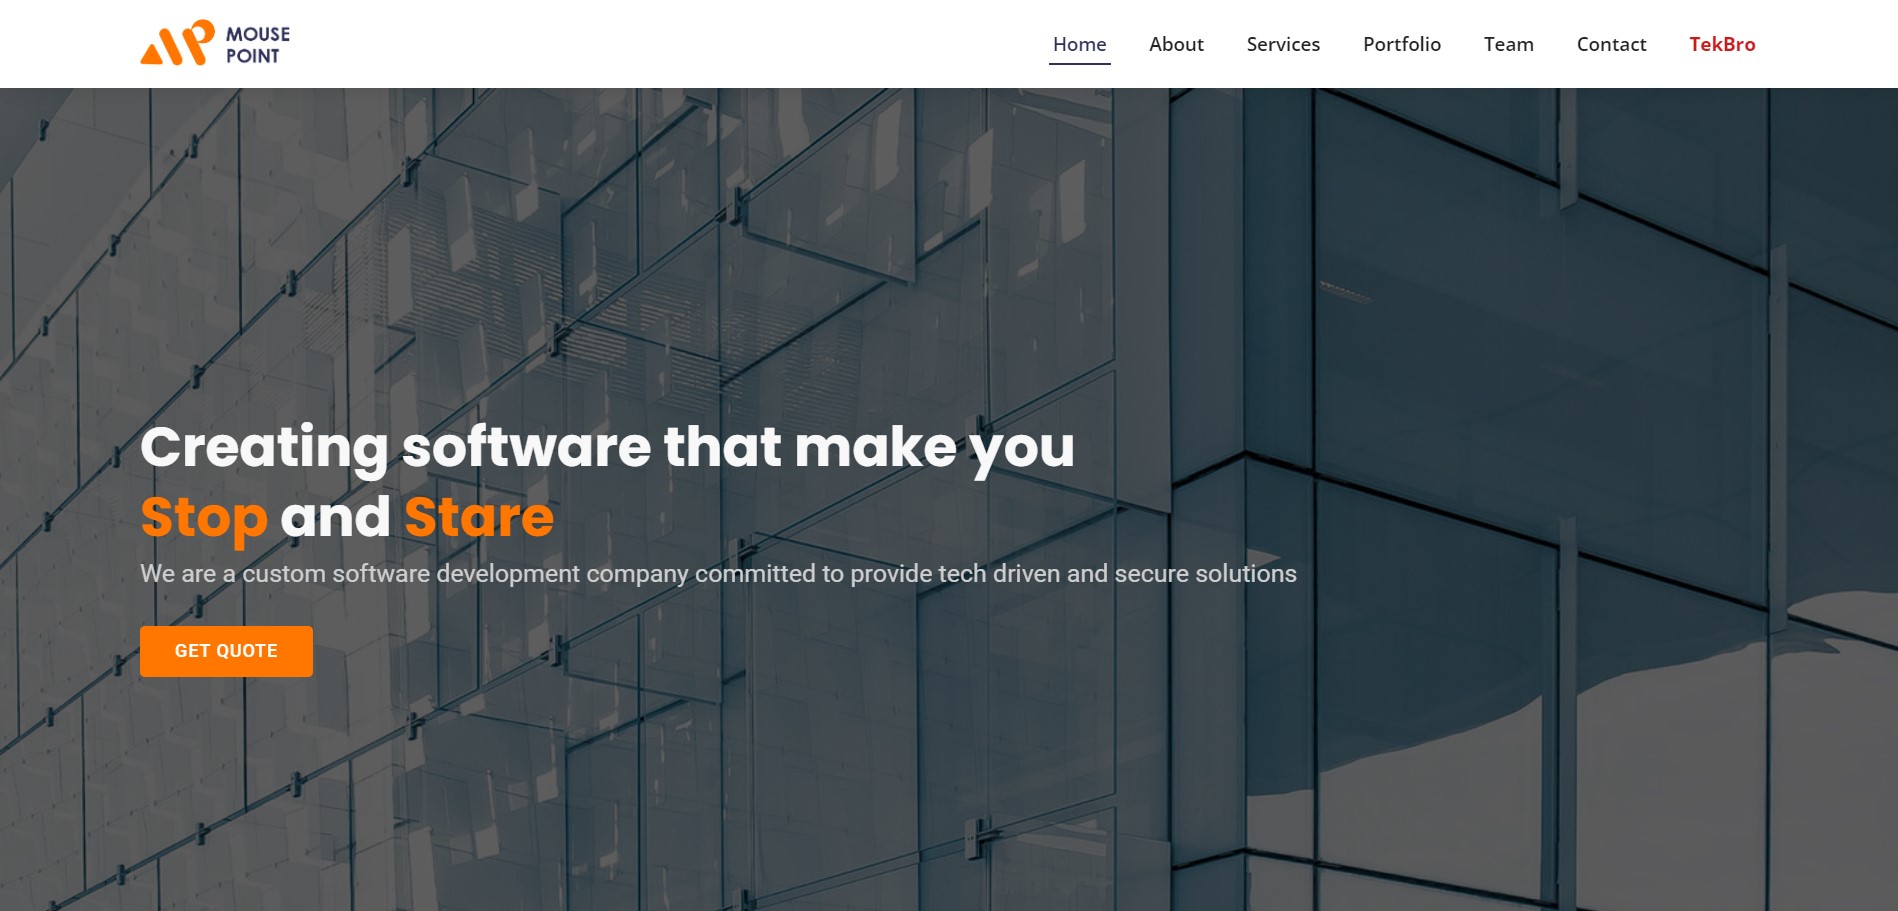 MOUSE
POINT
Home About Services Portfolio Team Contact TekBro
Creating software that make you
Stop and Stare
We are a custom software development company committed to provide tech driven and secure solutions
GET QUOTE